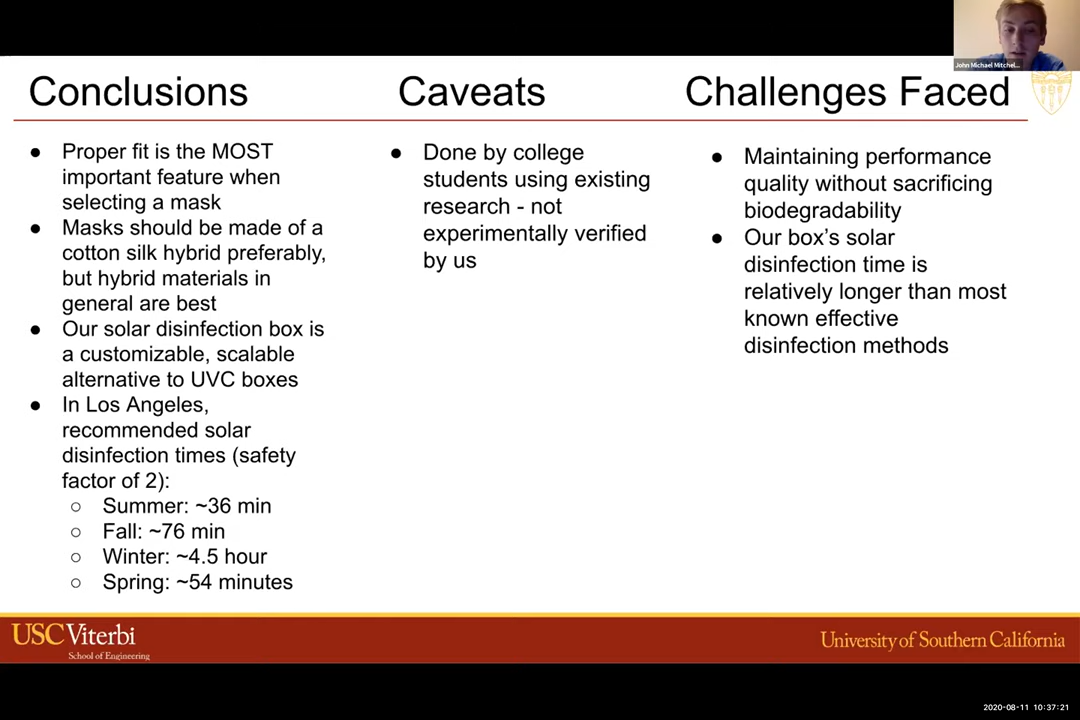 John Michael Mitchel...
Conclusions
● Proper fit is the MOST
important feature when
selecting a mask
● Masks should be made of a
cotton silk hybrid preferably,
but hybrid materials in
general are best
● Our solar disinfection box is
a customizable, scalable
alternative to UVC boxes
● In Los Angeles,
recommended solar
disinfection times (safety
factor of 2):
○ Summer: ~36 min
○ Fall: ~76 min
○ Winter: ~4.5 hour
○ Spring: ~54 minutes
Caveats
● Done by college
students using existing
research - not
experimentally verified
by us
Challenges Faced
● Maintaining performance
quality without sacrificing
biodegradability
● Our box's solar
disinfection time is
relatively longer than most
known effective
disinfection methods
USC Viterbi
School of Engineering
University of Southern California
2020-08-11 10:37:21